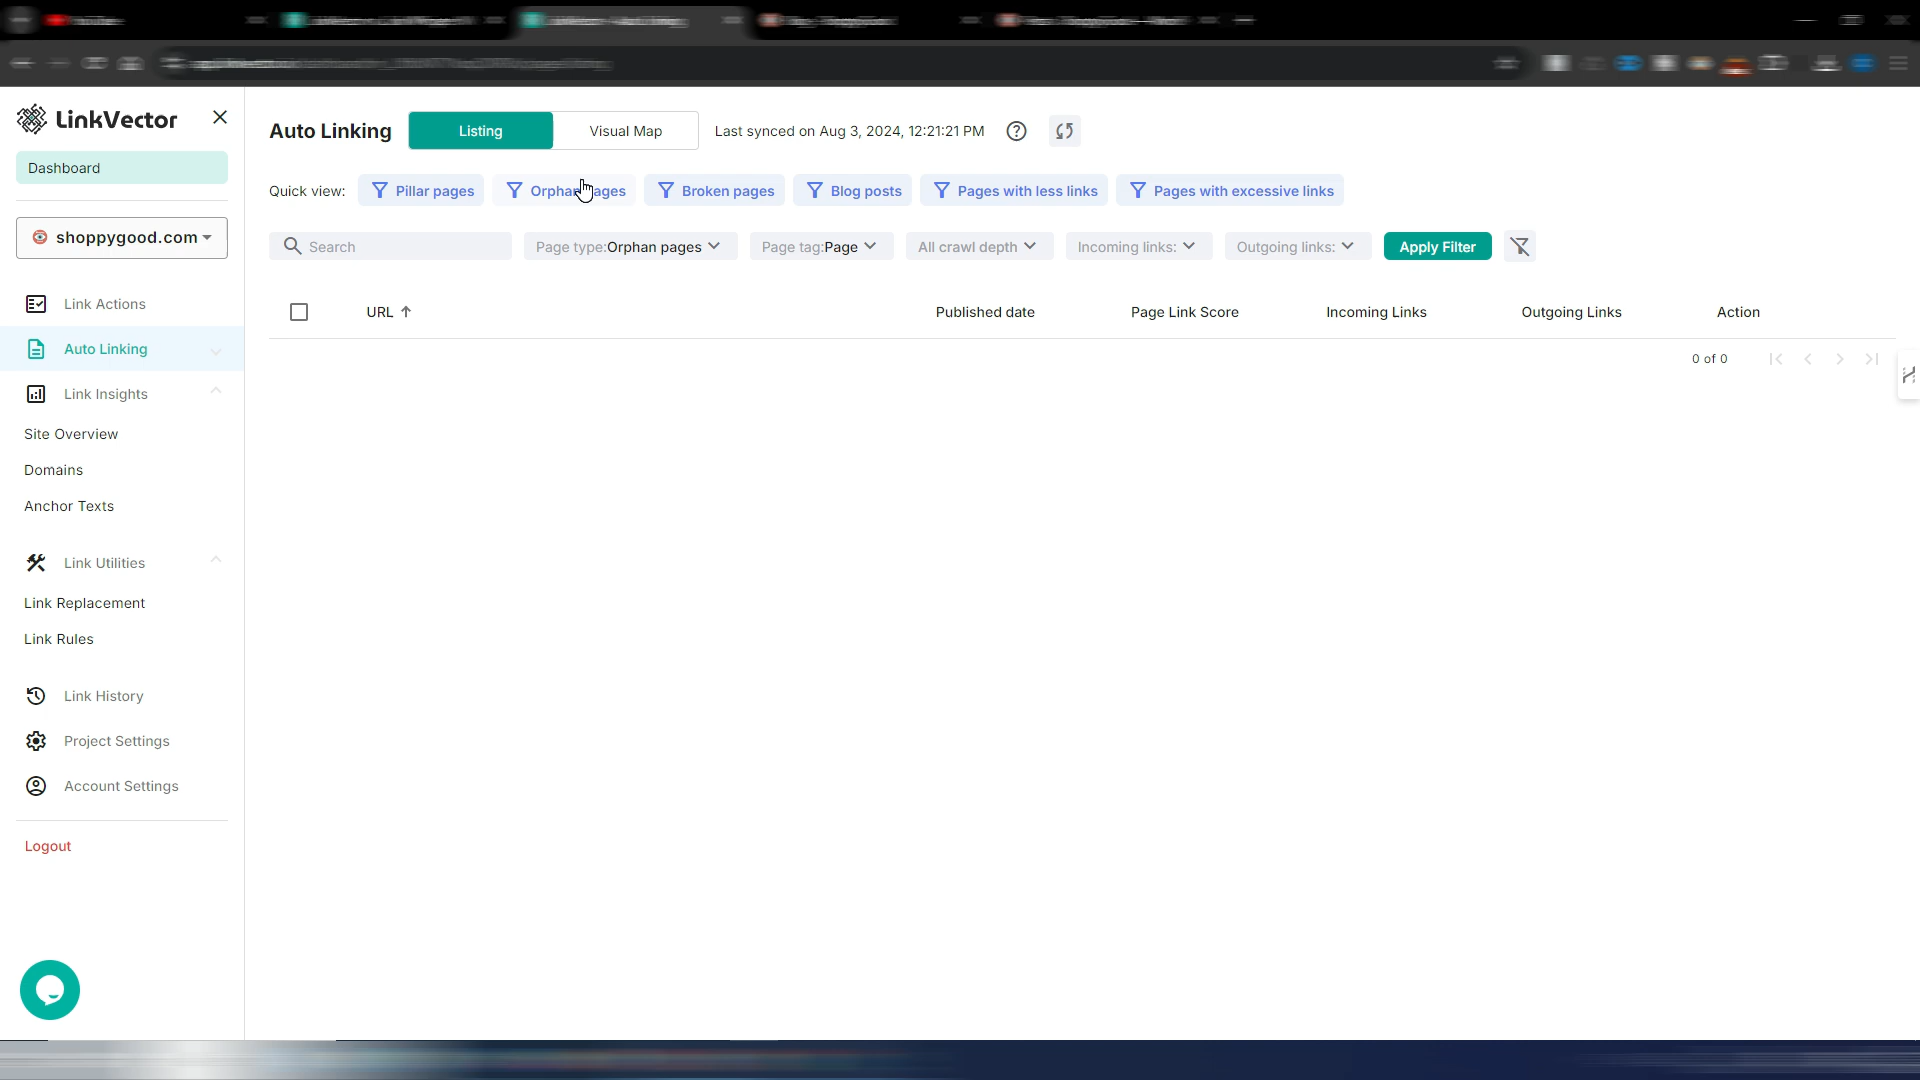 LinkVector
Dashboard
shoppygood.com
Link Actions
Auto Linking
Link Insights
Site Overview
Domains
Anchor Texts
Link Utilities
Link Replacement
Link Rules
Link History
Project Settings
Account Settings
Logout
Auto Linking Listing Visual Map Last synced on Aug 3, 2024, 12:21:21 PM
Quick view: Pillar pages Orphan pages Broken pages Blog posts Pages with less links Pages with excessive links
Search Page type:Orphan pages Page tag:Page All crawl depth Incoming links: Outgoing links: Apply Filter
URL Published date Page Link Score Incoming Links Outgoing Links Action
0 of 0